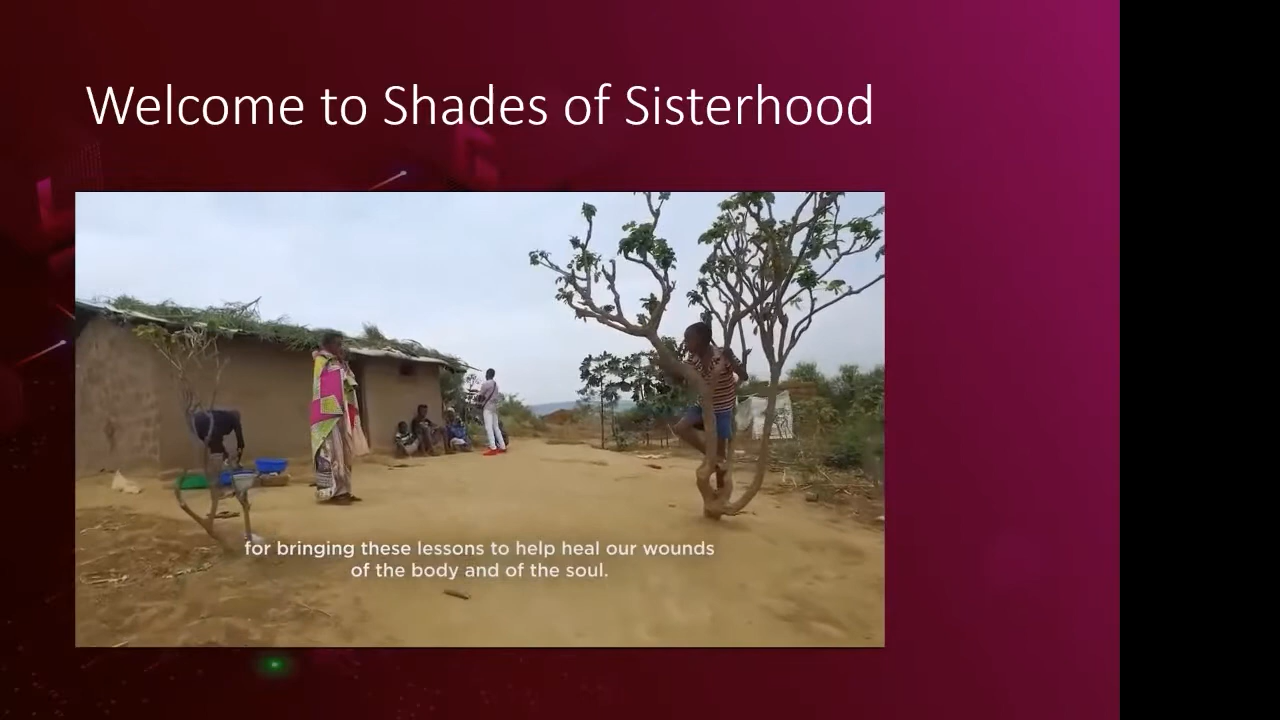 Welcome to Shades of Sisterhood
for bringing these lessons to help heal our wounds
of the body and of the soul.